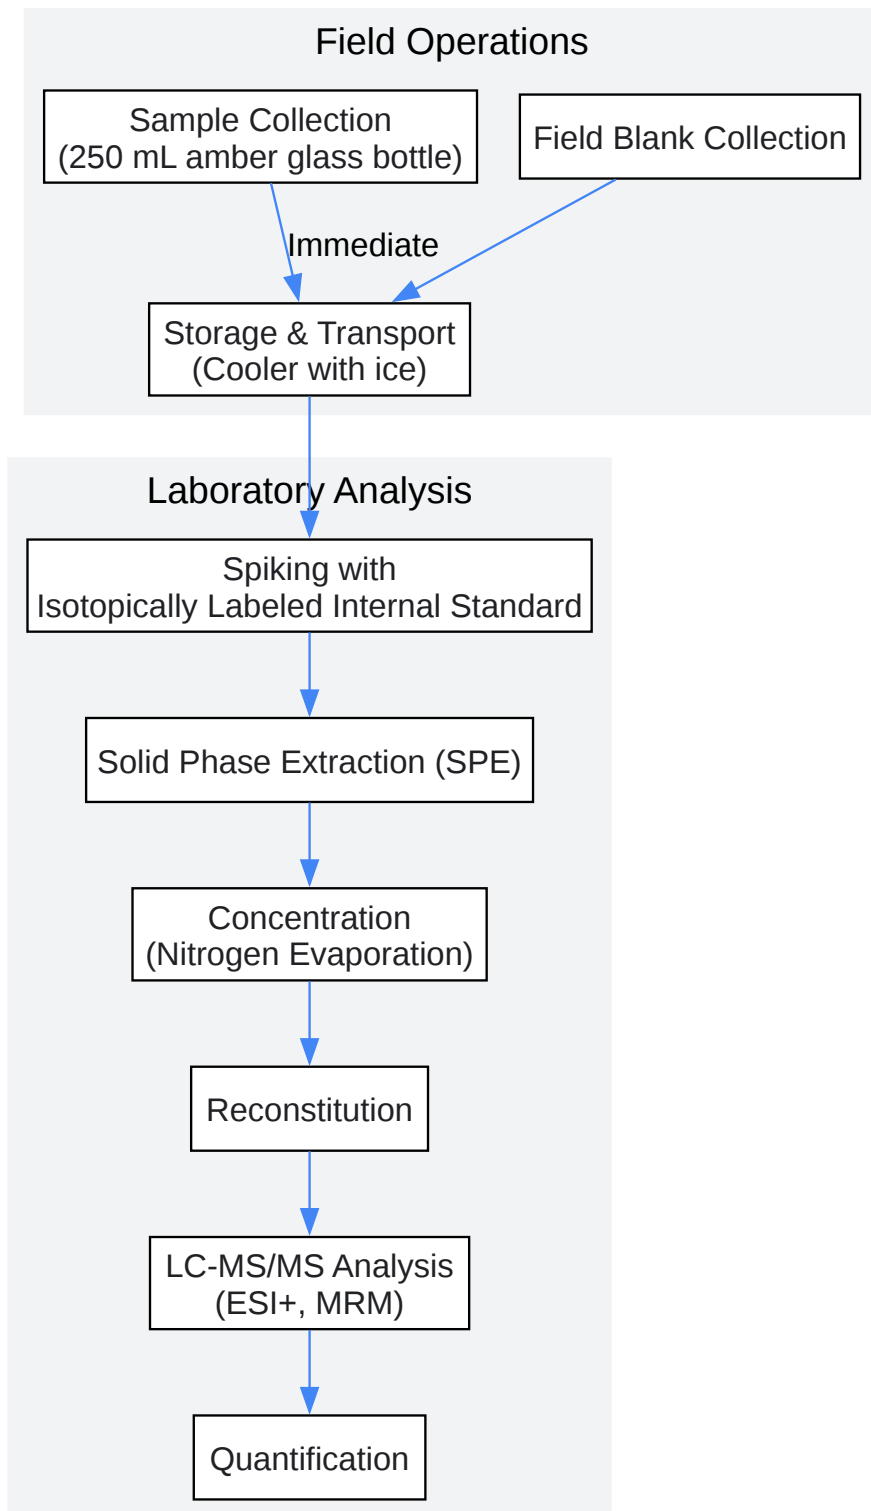 Field Operations
Sample Collection
(250 mL amber glass bottle)
Field Blank Collection
Immediate
Storage & Transport
(Cooler with ice)
Laboratory Analysis
Spiking with
Isotopically Labeled Internal Standard
Solid Phase Extraction (SPE)
Concentration
(Nitrogen Evaporation)
Reconstitution
LC-MS/MS Analysis
(ESI+, MRM)
Quantification